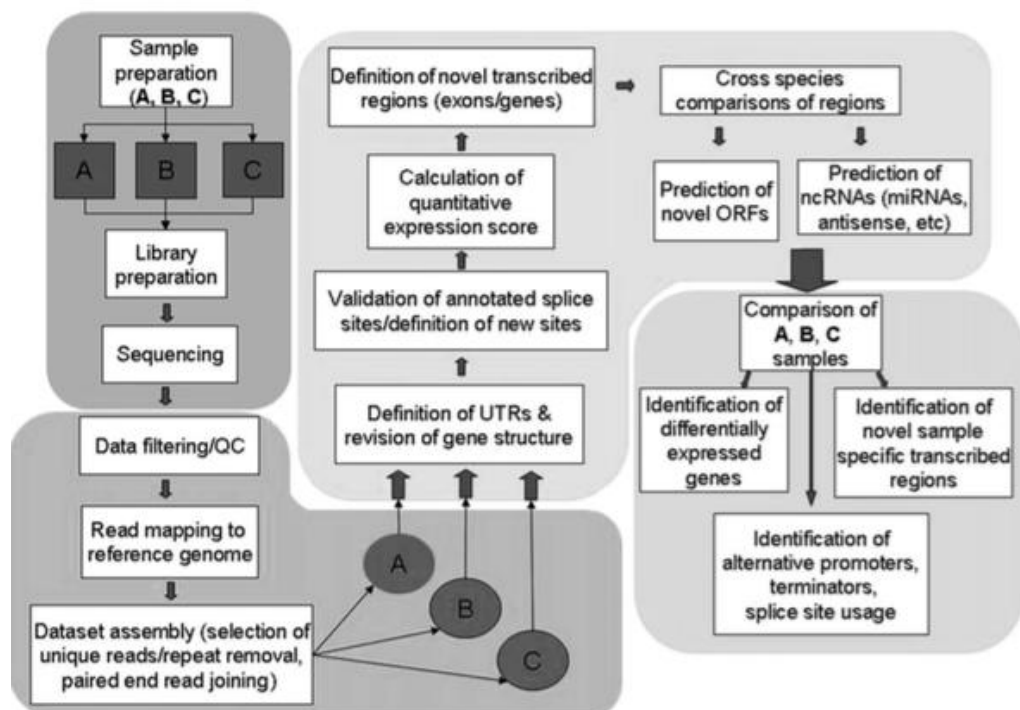 Sample
preparation
(A, B, C)
A
B
C
Library
preparation
Sequencing
Data filtering/QC
Read mapping to
reference genome
Dataset assembly (selection of
unique reads/repeat removal,
paired end read joining)
A
B
C
Definition of UTRs &
revision of gene structure
Validation of annotated splice
sites/definition of new sites
Calculation of
quantitative
expression score
Definition of novel transcribed
regions (exons/genes)
Cross species
comparisons of regions
Prediction of
novel ORFs
Prediction of
ncRNAs (miRNAs,
antisense, etc)
Comparison of
A, B, C
samples
Identification of
differentially
expressed
genes
Identification of
novel sample
specific transcribed
regions
Identification of
alternative promoters,
terminators,
splice site usage